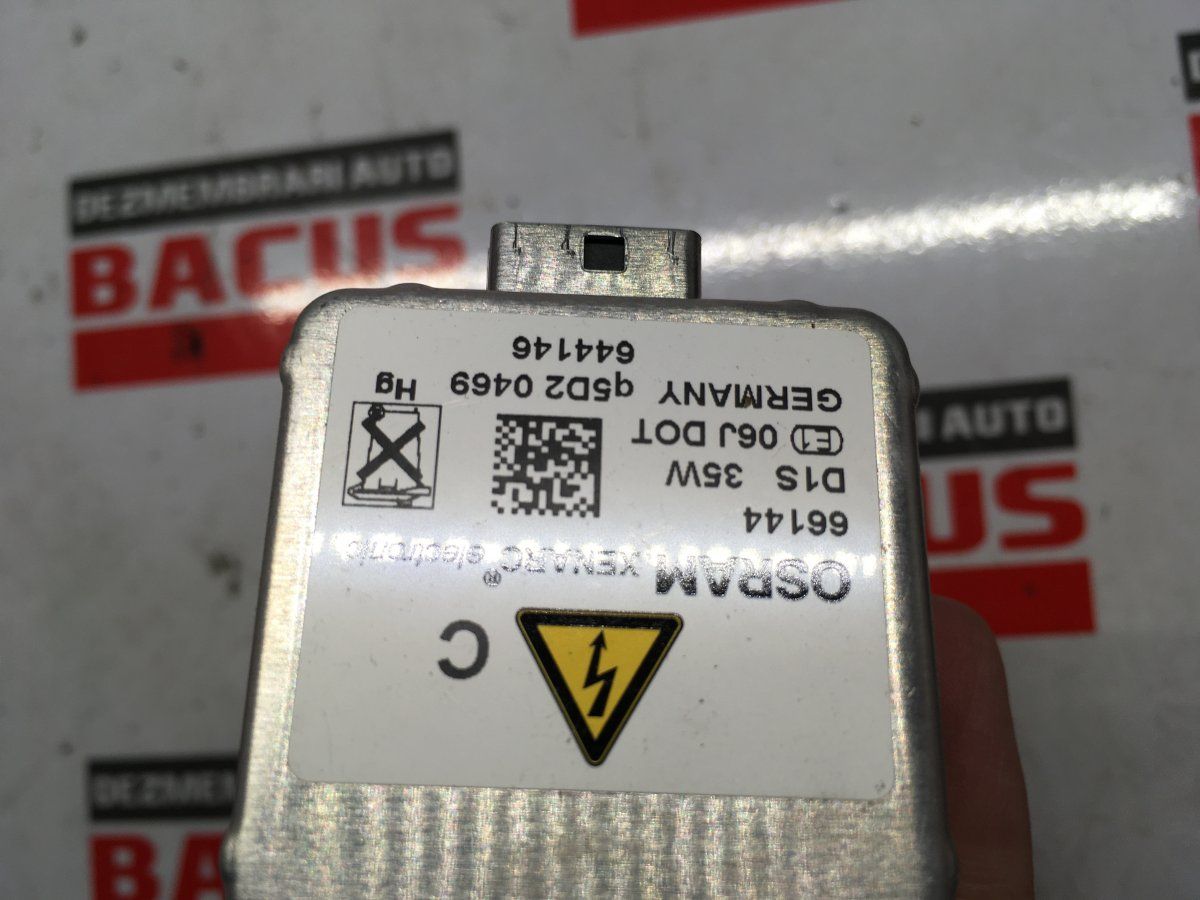 DEZMEMBRARI AUTO
BACUS
OSRAM XENARC® electronic
66144
D1S 35W
E1 06J DOT
GERMANY q5D2 0469
644146
Hg
C
AUTO
US
DEZME
BA